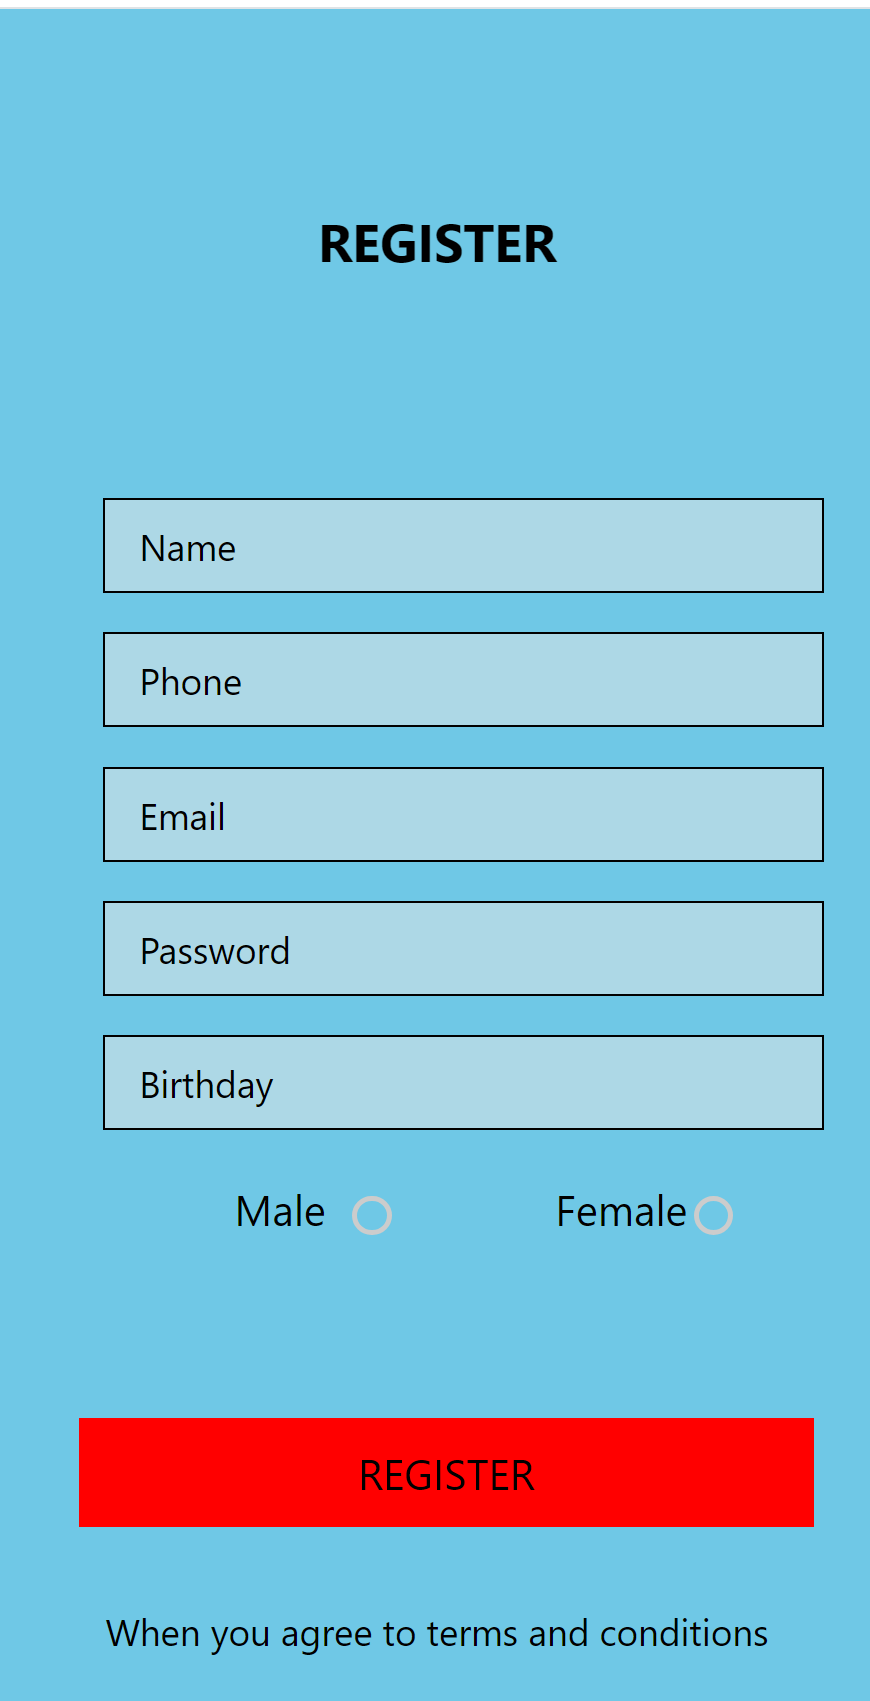 REGISTER
Name
Phone
Email
Password
Birthday
Male Female
REGISTER
When you agree to terms and conditions